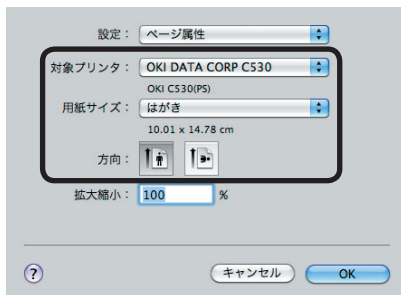 設定： ページ属性
対象プリンタ： OKI DATA CORP C530
OKI C530(PS)
用紙サイズ： はがき
10.01 x 14.78 cm
方向：
拡大縮小： 100 %
? キャンセル OK